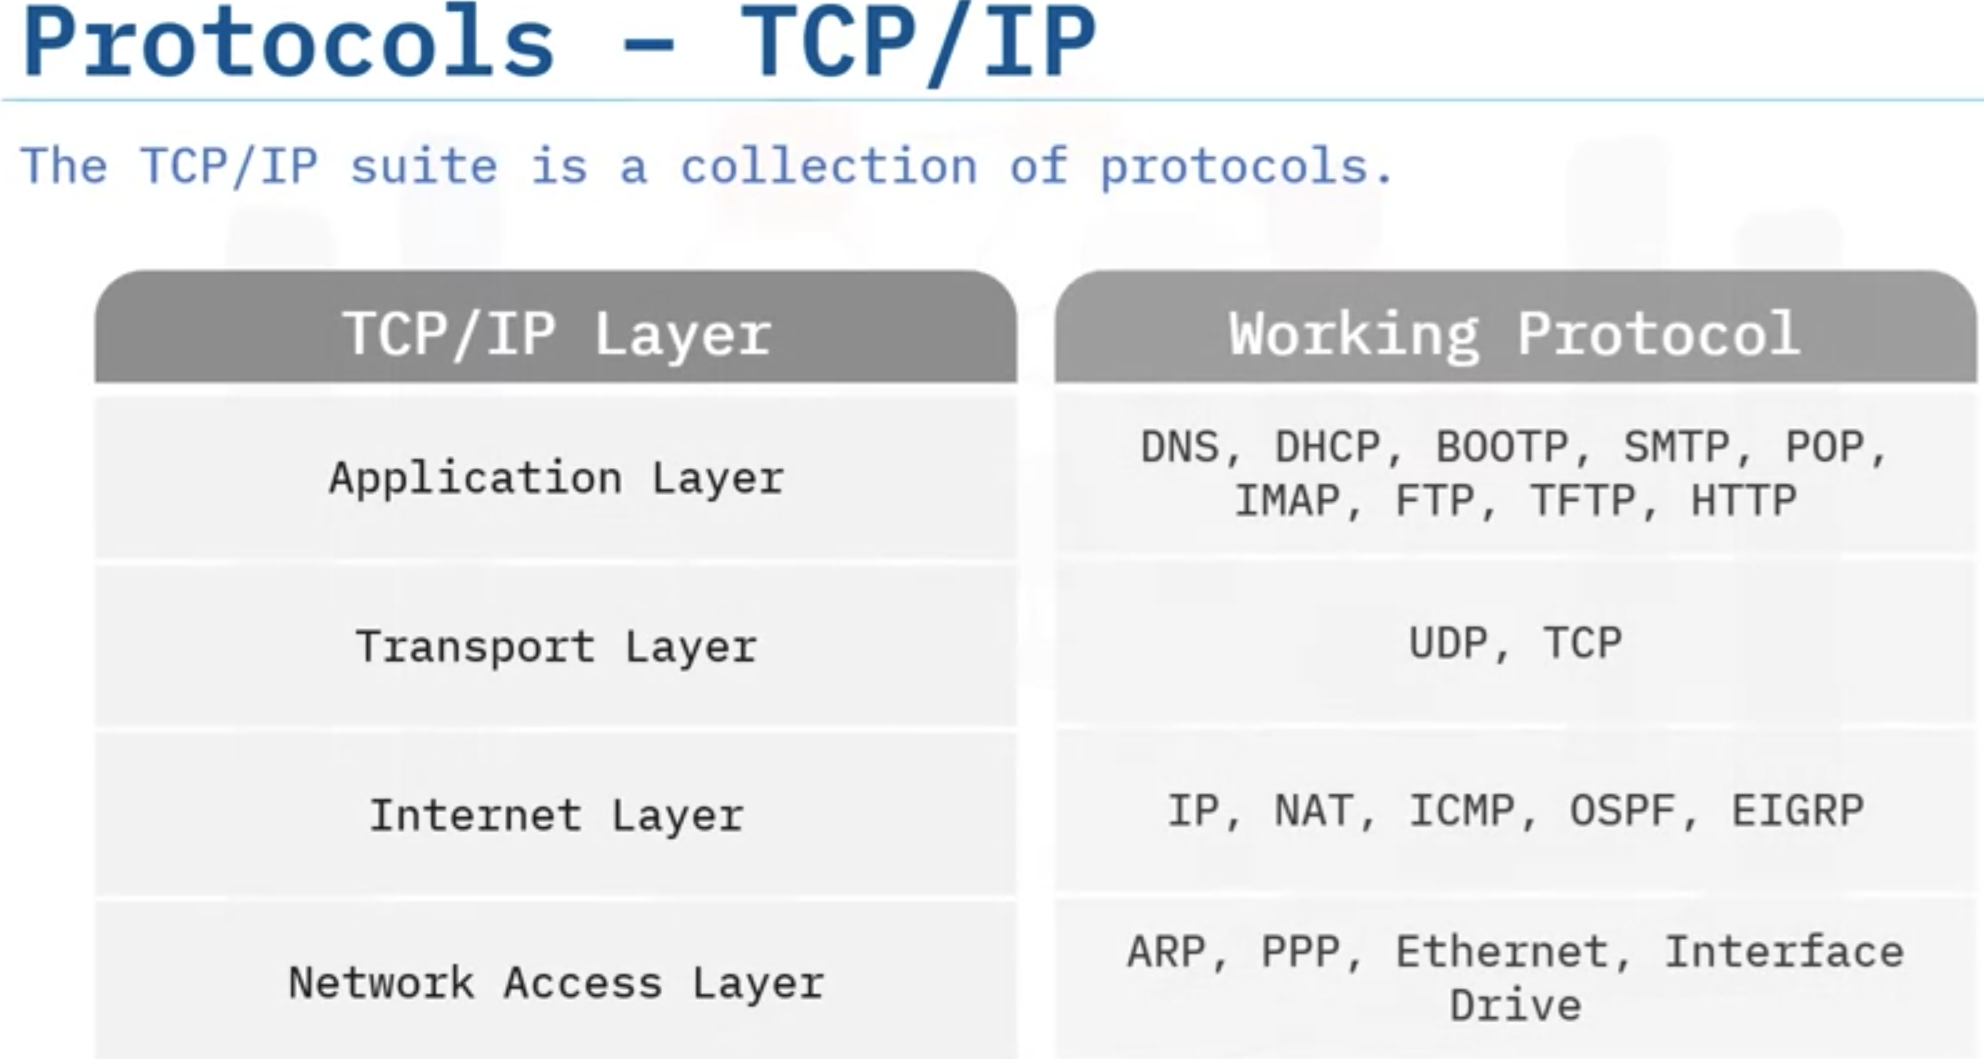 Protocols – TCP/IP
The TCP/IP suite is a collection of protocols.
TCP/IP Layer
Working Protocol
Application Layer
DNS, DHCP, BOOTP, SMTP, POP,
IMAP, FTP, TFTP, HTTP
Transport Layer
UDP, TCP
Internet Layer
IP, NAT, ICMP, OSPF, EIGRP
Network Access Layer
ARP, PPP, Ethernet, Interface
Drive